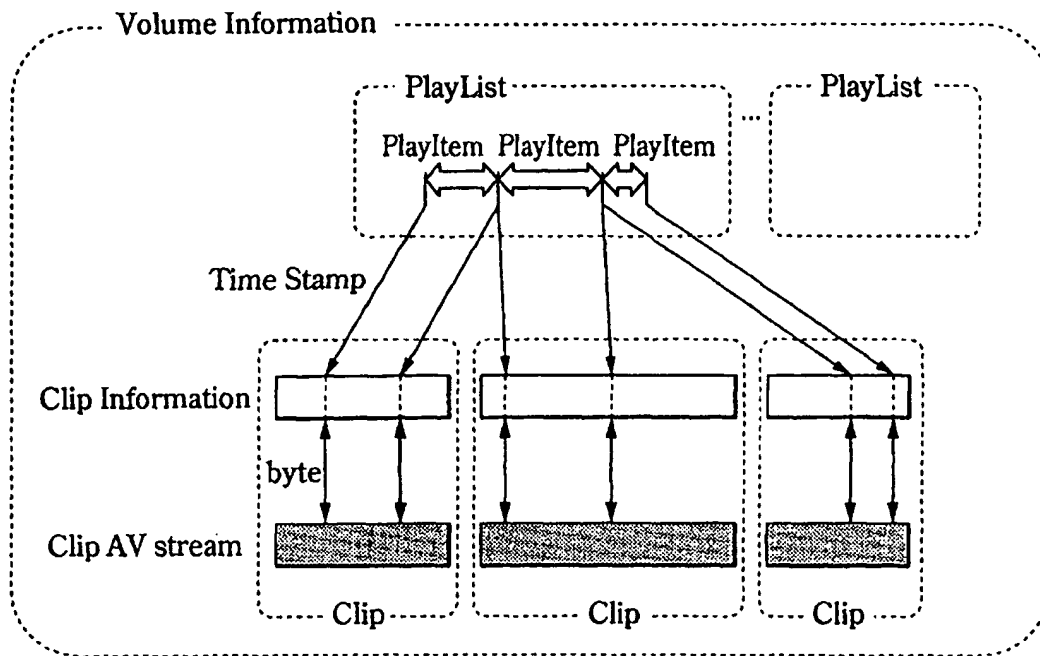 Volume Information
PlayList
PlayList
...
PlayItem PlayItem PlayItem
Time Stamp
Clip Information
byte
Clip AV stream
Clip
Clip
Clip